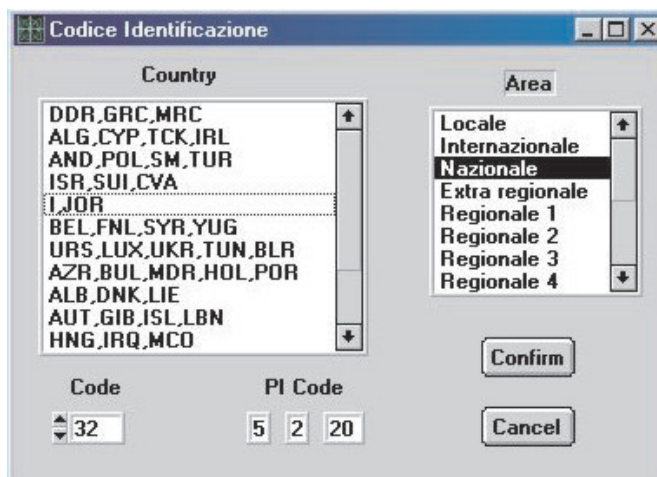 Codice Identificazione
Country
Area
DDR,GRC,MRC
ALG,CYP,TCK,IRL
AND,POL,SM,TUR
ISR,SUI,CVA
I,JOR
BEL,FNL,SYR,YUG
URS,LUX,UKR,TUN,BLR
AZR,BUL,MDR,HOL,POR
ALB,DNK,LIE
AUT,GIB,ISL,LBN
HNG,IRQ,MCO
Locale
Internazionale
Nazionale
Extra regionale
Regionale 1
Regionale 2
Regionale 3
Regionale 4
Confirm
Code
PI Code
32
5 2 20
Cancel